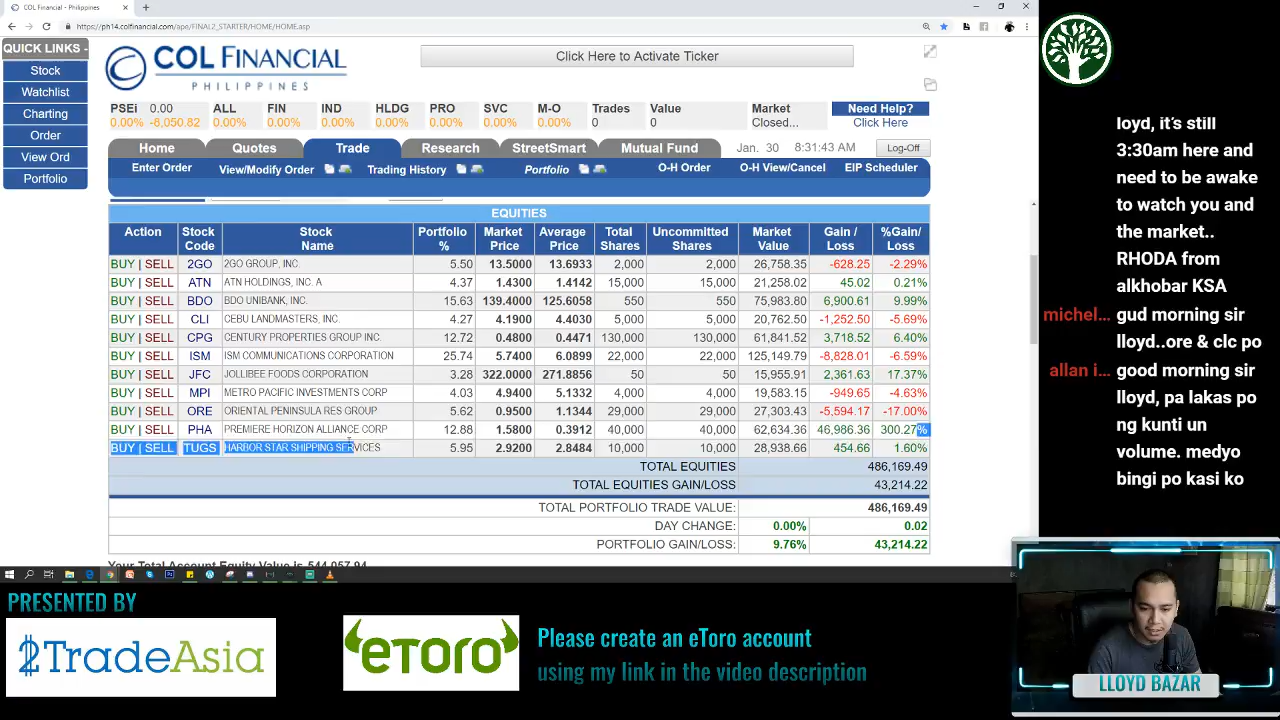 COL Financial - Philippines
https://ph14.colfinancial.com/ape/FINAL2_STARTER/HOME/HOME.asp
QUICK LINKS -
Stock
Watchlist
Charting
Order
View Ord
Portfolio
COL FINANCIAL
PHILIPPINES
Click Here to Activate Ticker
PSEi 0.00 ALL FIN IND HLDG PRO SVC M-O Trades Value Market Need Help?
0.00% -8,050.82 0.00% 0.00% 0.00% 0.00% 0.00% 0.00% 0.00% 0 0 Closed... Click Here
Home Quotes Trade Research StreetSmart Mutual Fund Jan. 30 8:31:43 AM Log-Off
Enter Order View/Modify Order Trading History Portfolio O-H Order O-H View/Cancel EIP Scheduler
EQUITIES
Action Stock Code Stock Name Portfolio % Market Price Average Price Total Shares Uncommitted Shares Market Value Gain / Loss %Gain/ Loss
BUY | SELL 2GO 2GO GROUP, INC. 5.50 13.5000 13.6933 2,000 2,000 26,758.35 -628.25 -2.29%
BUY | SELL ATN ATN HOLDINGS, INC. A 4.37 1.4300 1.4142 15,000 15,000 21,258.02 45.02 0.21%
BUY | SELL BDO BDO UNIBANK, INC. 15.63 139.4000 125.6058 550 550 75,983.80 6,900.61 9.99%
BUY | SELL CLI CEBU LANDMASTERS, INC. 4.27 4.1900 4.4030 5,000 5,000 20,762.50 -1,252.50 -5.69%
BUY | SELL CPG CENTURY PROPERTIES GROUP INC. 12.72 0.4800 0.4471 130,000 130,000 61,841.52 3,718.52 6.40%
BUY | SELL ISM ISM COMMUNICATIONS CORPORATION 25.74 5.7400 6.0899 22,000 22,000 125,149.79 -8,828.01 -6.59%
BUY | SELL JFC JOLLIBEE FOODS CORPORATION 3.28 322.0000 271.8856 50 50 15,955.91 2,361.63 17.37%
BUY | SELL MPI METRO PACIFIC INVESTMENTS CORP 4.03 4.9400 5.1332 4,000 4,000 19,583.15 -949.65 -4.63%
BUY | SELL ORE ORIENTAL PENINSULA RES GROUP 5.62 0.9500 1.1344 29,000 29,000 27,303.43 -5,594.17 -17.00%
BUY | SELL PHA PREMIERE HORIZON ALLIANCE CORP 12.88 1.5800 0.3912 40,000 40,000 62,634.36 46,986.36 300.27%
BUY | SELL TUGS HARBOR STAR SHIPPING SERVICES 5.95 2.9200 2.8484 10,000 10,000 28,938.66 454.66 1.60%
TOTAL EQUITIES 486,169.49
TOTAL EQUITIES GAIN/LOSS 43,214.22
TOTAL PORTFOLIO TRADE VALUE: 486,169.49
DAY CHANGE: 0.00% 0.02
PORTFOLIO GAIN/LOSS: 9.76% 43,214.22
Your Total Account Equity Value is 544,057.94
loyd, it's still
3:30am here and
need to be awake
to watch you and
the market..
RHODA from
alkhobar KSA
michel... gud morning sir
lloyd..ore & clc po
allan i... good morning sir
lloyd, pa lakas po
ng kunti un
volume. medyo
bingi po kasi ko
PRESENTED BY
2TradeAsia
eToro
Please create an eToro account
using my link in the video description
LLOYD BAZAR